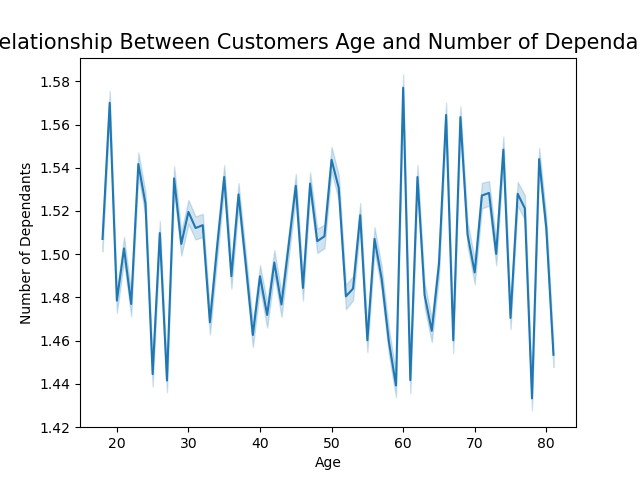 elationship Between Customers Age and Number of Dependa
1.58
1.56
1.54
1.52
1.50
1.48
1.46
1.44
1.42
Number of Dependants
20 30 40 50 60 70 80
Age